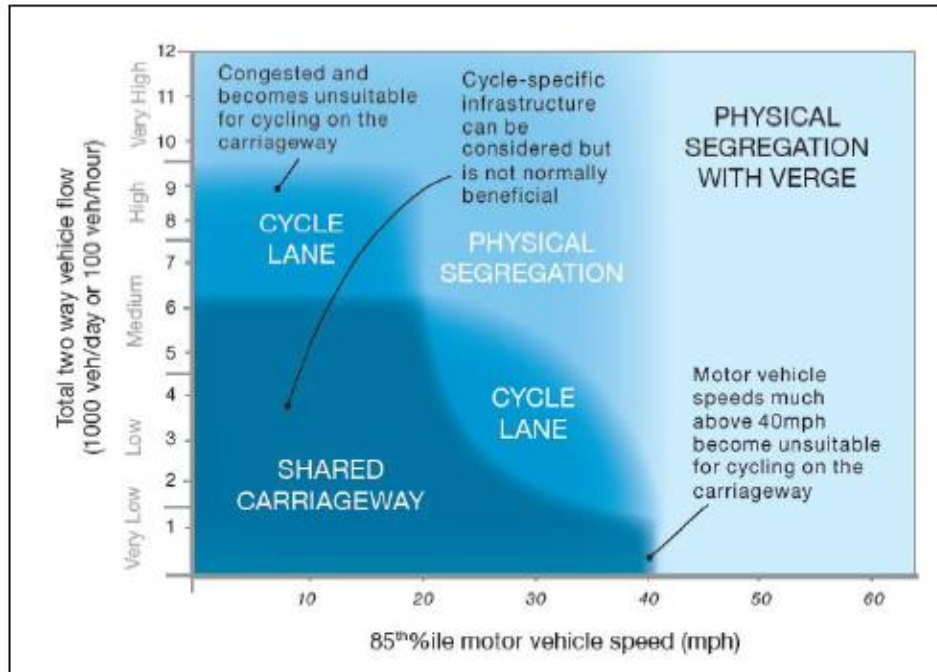 Total two way vehicle flow
(1000 veh/day or 100 veh/hour)
Very High
High
Medium
Low
Very Low
12
11
10
9
8
7
6
5
4
3
2
1
Congested and
becomes unsuitable
for cycling on the
carriageway
Cycle-specific
infrastructure
can be
considered but
is not normally
beneficial
PHYSICAL
SEGREGATION
WITH VERGE
CYCLE
LANE
PHYSICAL
SEGREGATION
CYCLE
LANE
Motor vehicle
speeds much
above 40mph
become unsuitable
for cycling on the
carriageway
SHARED
CARRIAGEWAY
10 20 30 40 50 60
85th%ile motor vehicle speed (mph)